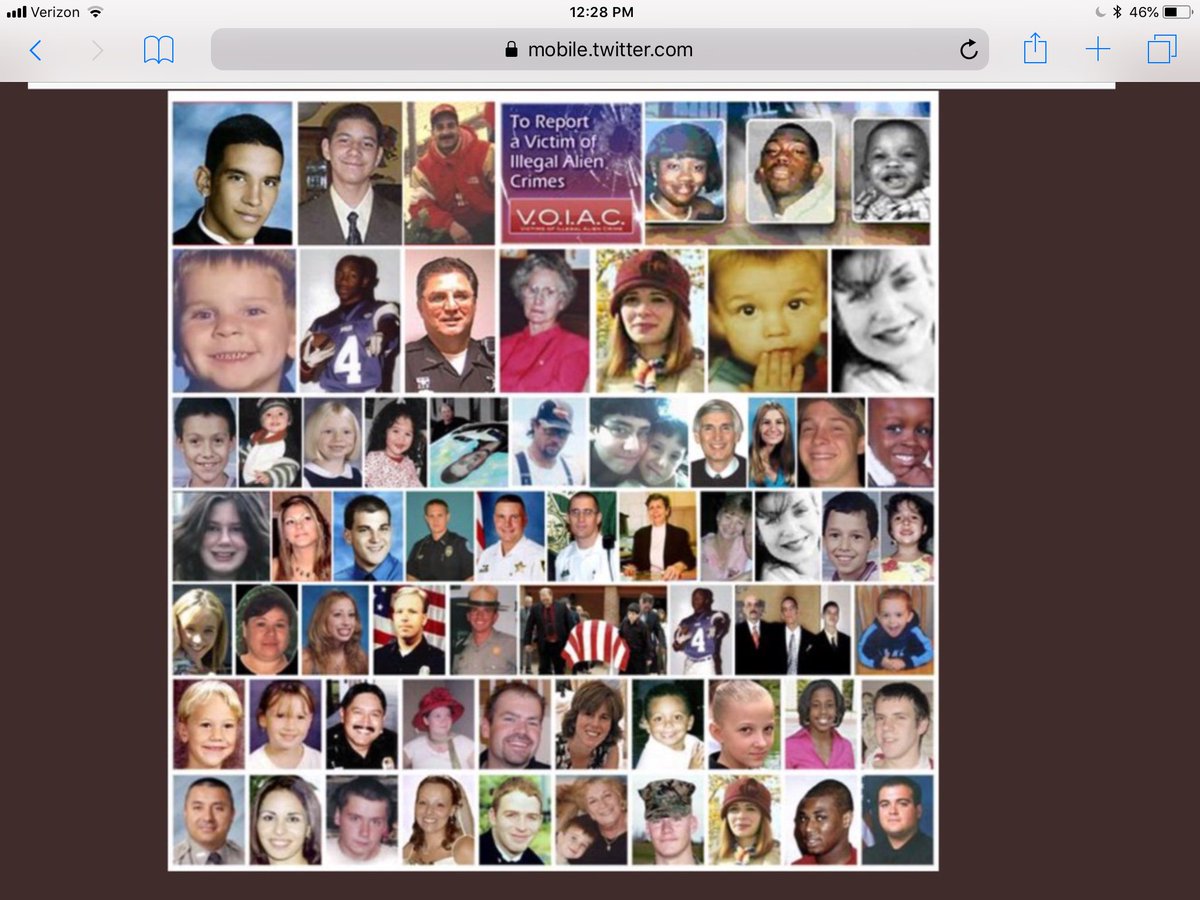 Verizon
12:28 PM
46%
mobile.twitter.com
To Report
a Victim of
Illegal Alien
Crimes
V.O.I.A.C.
VICTIMS OF ILLEGAL ALIEN CRIME
4
4